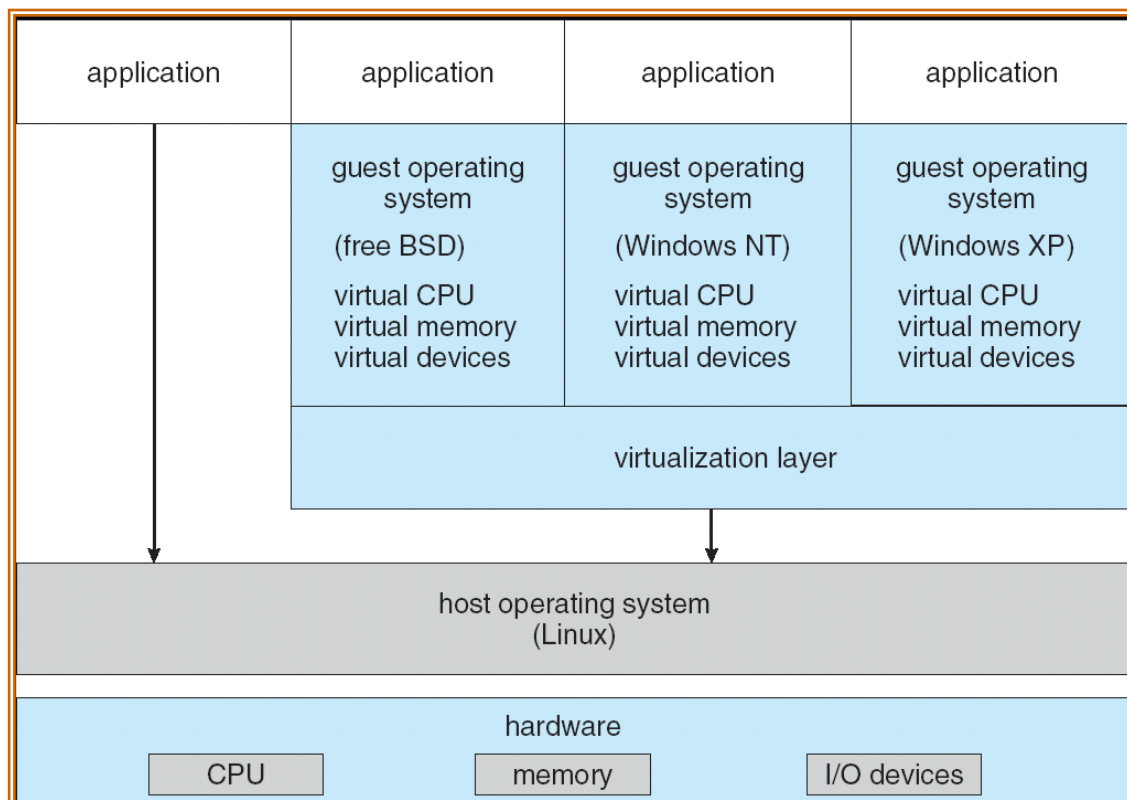 application
application
application
application
guest operating
system
(free BSD)
virtual CPU
virtual memory
virtual devices
guest operating
system
(Windows NT)
virtual CPU
virtual memory
virtual devices
guest operating
system
(Windows XP)
virtual CPU
virtual memory
virtual devices
virtualization layer
host operating system
(Linux)
hardware
CPU
memory
I/O devices